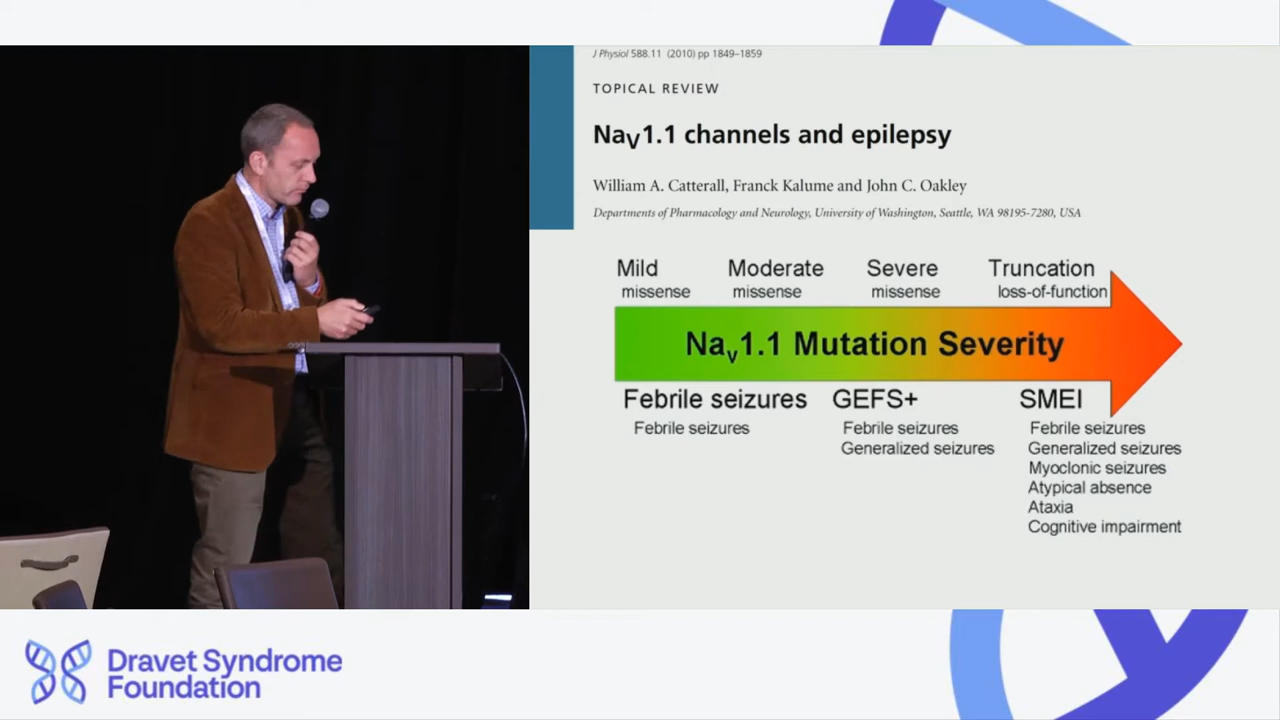 J Physiol 588.11 (2010) pp 1849–1859
TOPICAL REVIEW
NaV1.1 channels and epilepsy
William A. Catterall, Franck Kalume and John C. Oakley
Departments of Pharmacology and Neurology, University of Washington, Seattle, WA 98195-7280, USA
Mild Moderate Severe Truncation
missense missense missense loss-of-function
Nav1.1 Mutation Severity
Febrile seizures GEFS+ SMEI
Febrile seizures Febrile seizures Febrile seizures
Generalized seizures Generalized seizures
Myoclonic seizures
Atypical absence
Ataxia
Cognitive impairment
Dravet Syndrome
Foundation